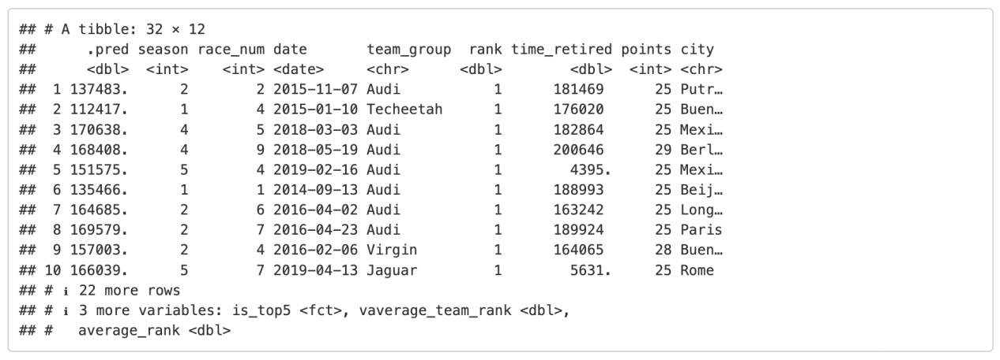 ## # A tibble: 32 × 12
##      .pred season race_num date       team_group  rank time_retired points city
##      <dbl>  <int>    <int> <date>     <chr>      <dbl>        <dbl>  <int> <chr>
##  1 137483.      2        2 2015-11-07 Audi           1      181469      25 Putr…
##  2 112417.      1        4 2015-01-10 Techeetah      1      176020      25 Buen…
##  3 170638.      4        5 2018-03-03 Audi           1      182864      25 Mexi…
##  4 168408.      4        9 2018-05-19 Audi           1      200646      29 Berl…
##  5 151575.      5        4 2019-02-16 Audi           1        4395.     25 Mexi…
##  6 135466.      1        1 2014-09-13 Audi           1      188993      25 Beij…
##  7 164685.      2        6 2016-04-02 Audi           1      163242      25 Long…
##  8 169579.      2        7 2016-04-23 Audi           1      189924      25 Paris
##  9 157003.      2        4 2016-02-06 Virgin         1      164065      28 Buen…
## 10 166039.      5        7 2019-04-13 Jaguar         1        5631.     25 Rome
## # ℹ 22 more rows
## # ℹ 3 more variables: is_top5 <fct>, vaverage_team_rank <dbl>,
## #   average_rank <dbl>